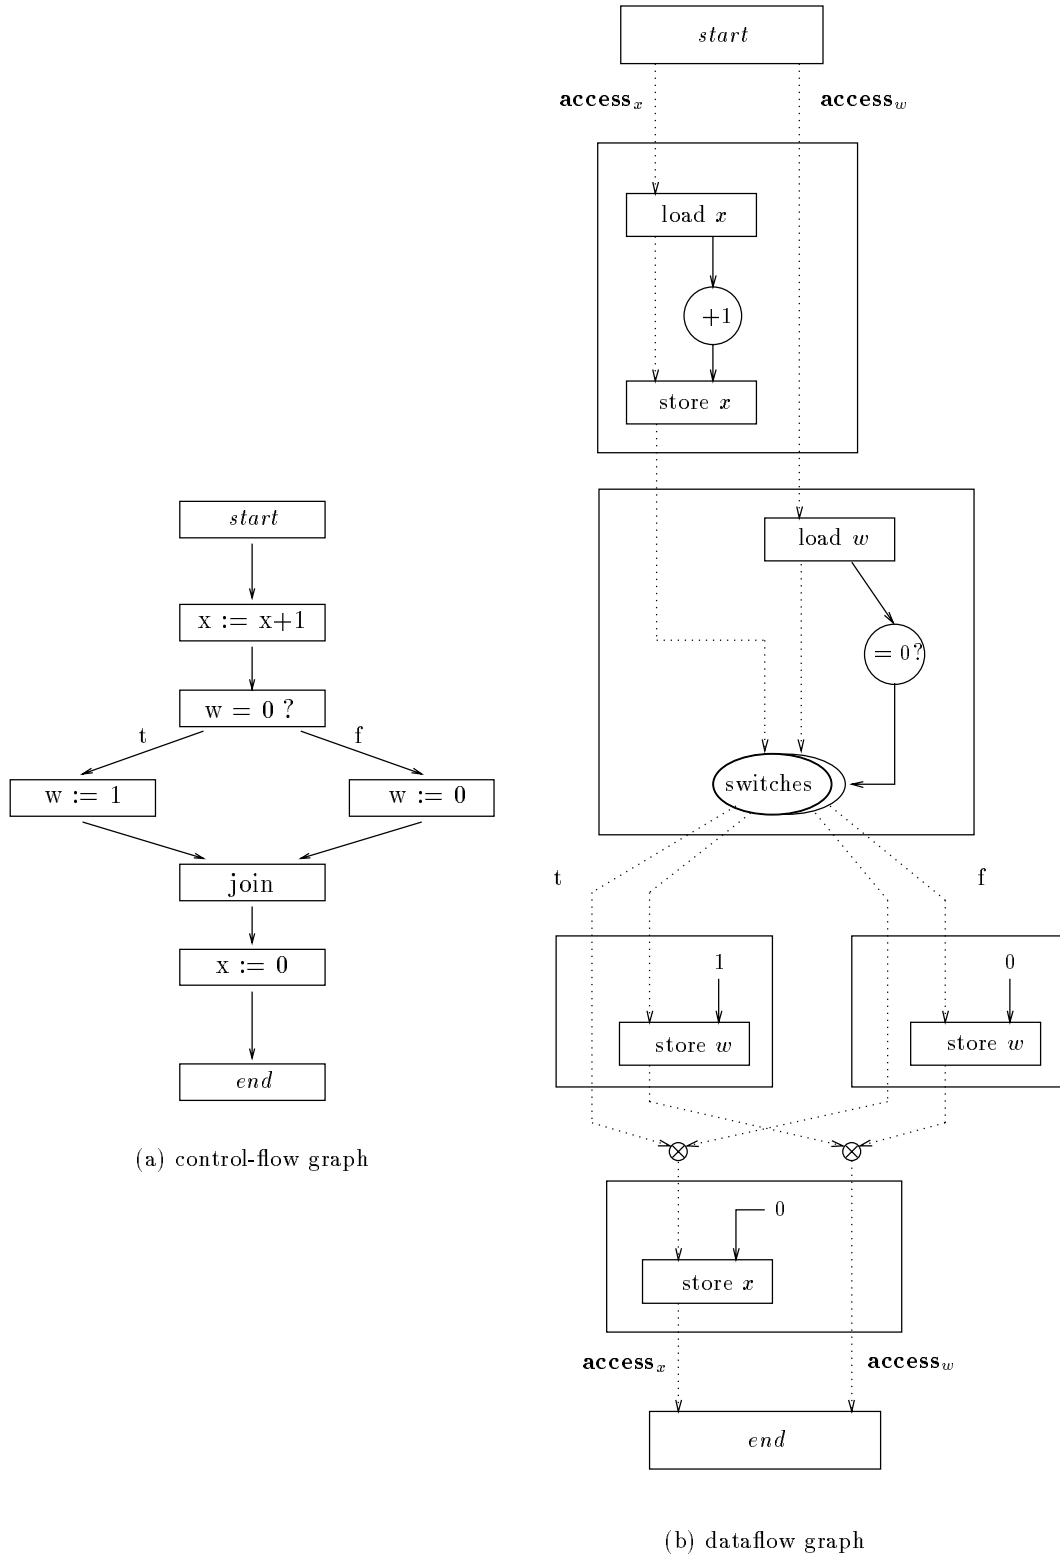 start
x := x+1
w = 0 ?
t
f
w := 1
w := 0
join
x := 0
end
(a) control-flow graph
start
access_x
access_w
load x
+1
store x
load w
= 0?
switches
t
f
1
0
store w
store w
0
store x
access_x
access_w
end
(b) dataflow graph